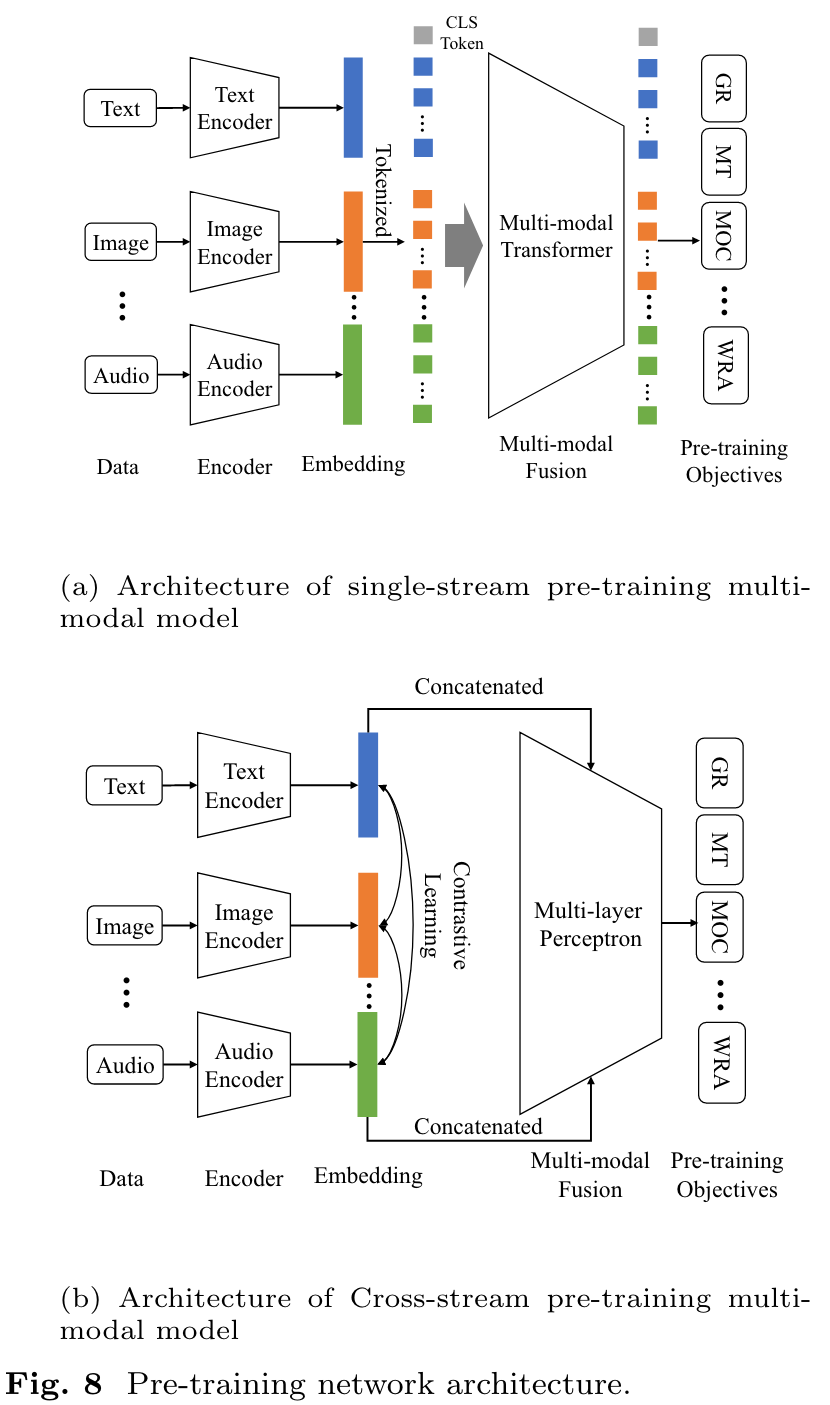 CLS
Token
Text
Text
Encoder
Tokenized
Image
Image
Encoder
Audio
Audio
Encoder
Multi-modal
Transformer
GR
MT
MOC
WRA
Data
Encoder
Embedding
Multi-modal
Fusion
Pre-training
Objectives
(a) Architecture of single-stream pre-training multi-
modal model
Concatenated
Text
Text
Encoder
Image
Image
Encoder
Audio
Audio
Encoder
Contrastive
Learning
Multi-layer
Perceptron
GR
MT
MOC
WRA
Concatenated
Data
Encoder
Embedding
Multi-modal
Fusion
Pre-training
Objectives
(b) Architecture of Cross-stream pre-training multi-
modal model
Fig. 8 Pre-training network architecture.